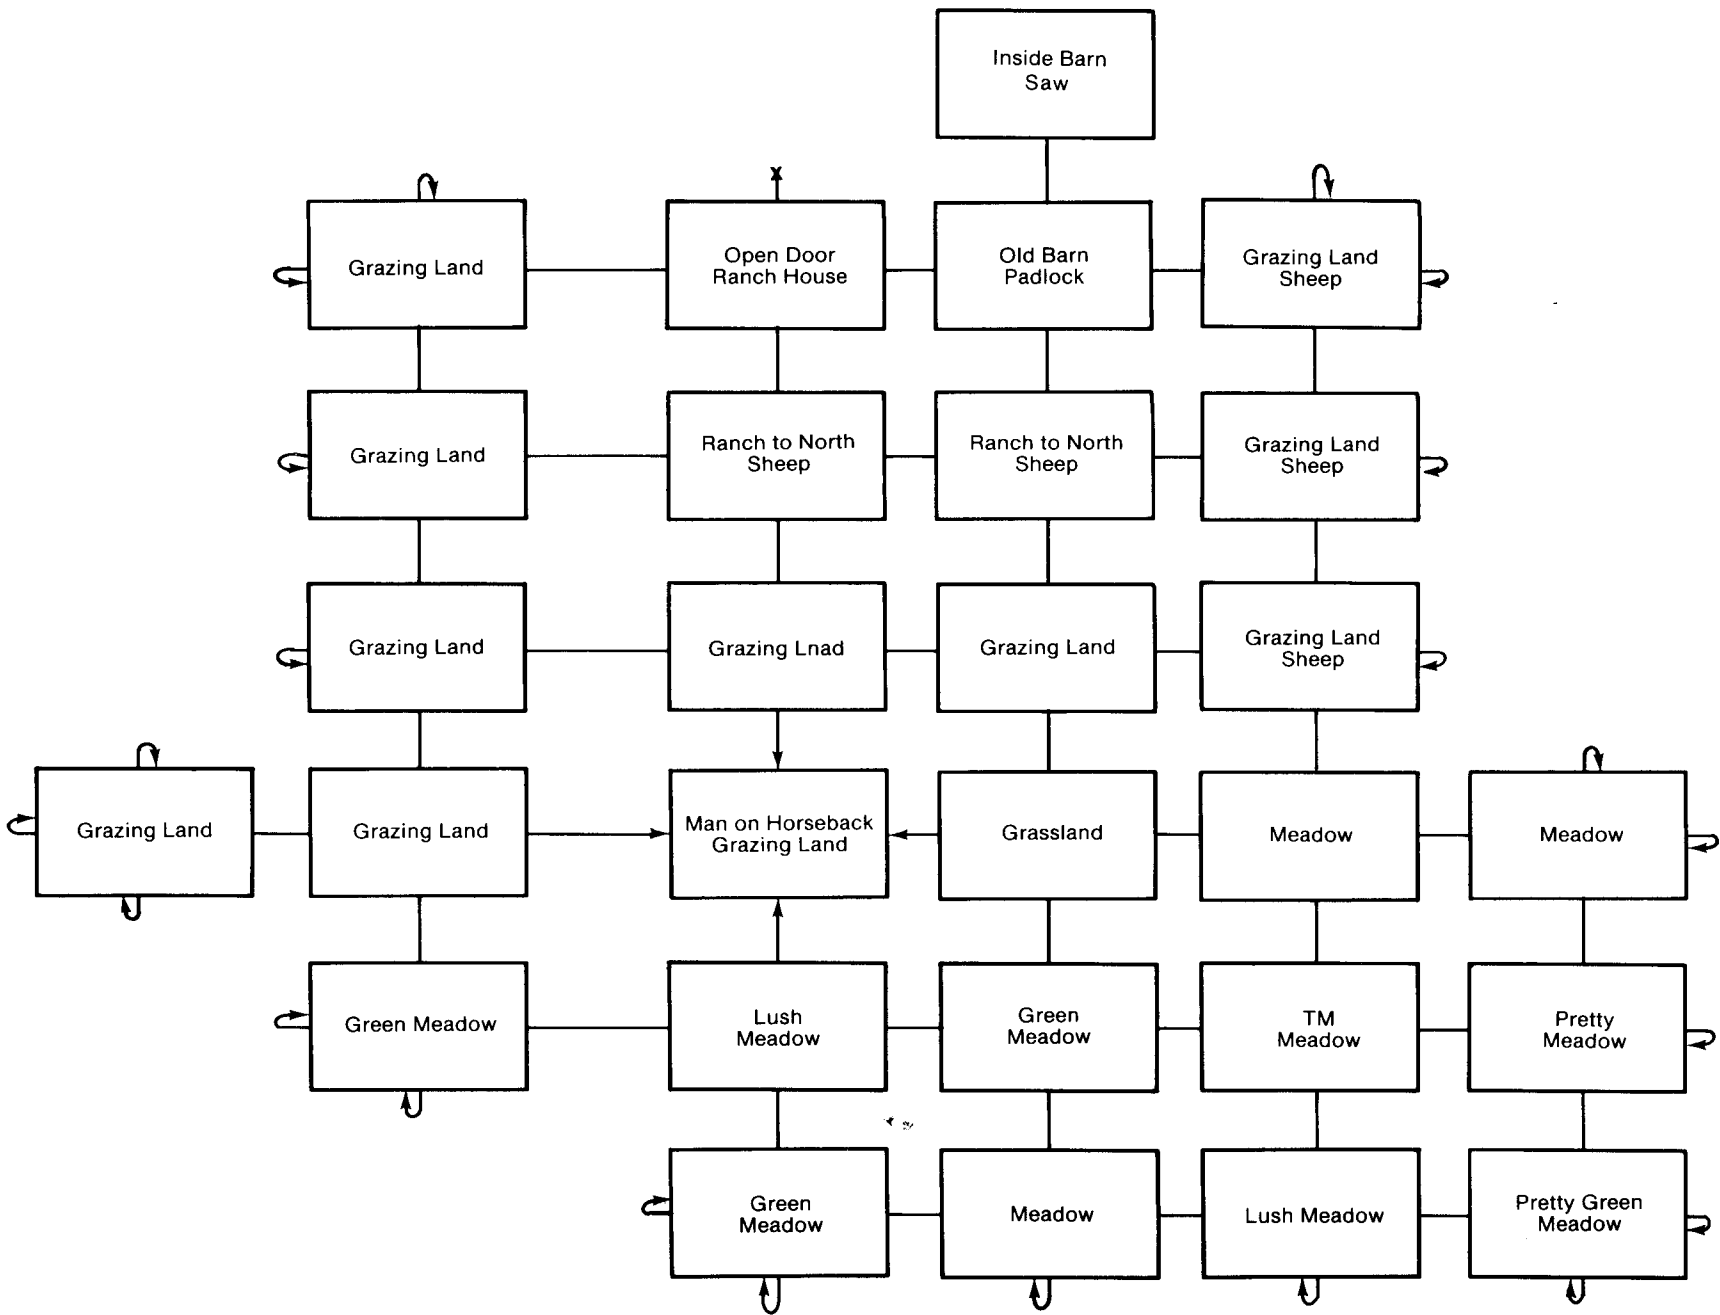 Inside Barn
Saw
Grazing Land
Open Door
Ranch House
Old Barn
Padlock
Grazing Land
Sheep
Grazing Land
Ranch to North
Sheep
Ranch to North
Sheep
Grazing Land
Sheep
Grazing Land
Grazing Lnad
Grazing Land
Grazing Land
Sheep
Grazing Land
Grazing Land
Man on Horseback
Grazing Land
Grassland
Meadow
Meadow
Green Meadow
Lush
Meadow
Green
Meadow
TM
Meadow
Pretty
Meadow
Green
Meadow
Meadow
Lush Meadow
Pretty Green
Meadow